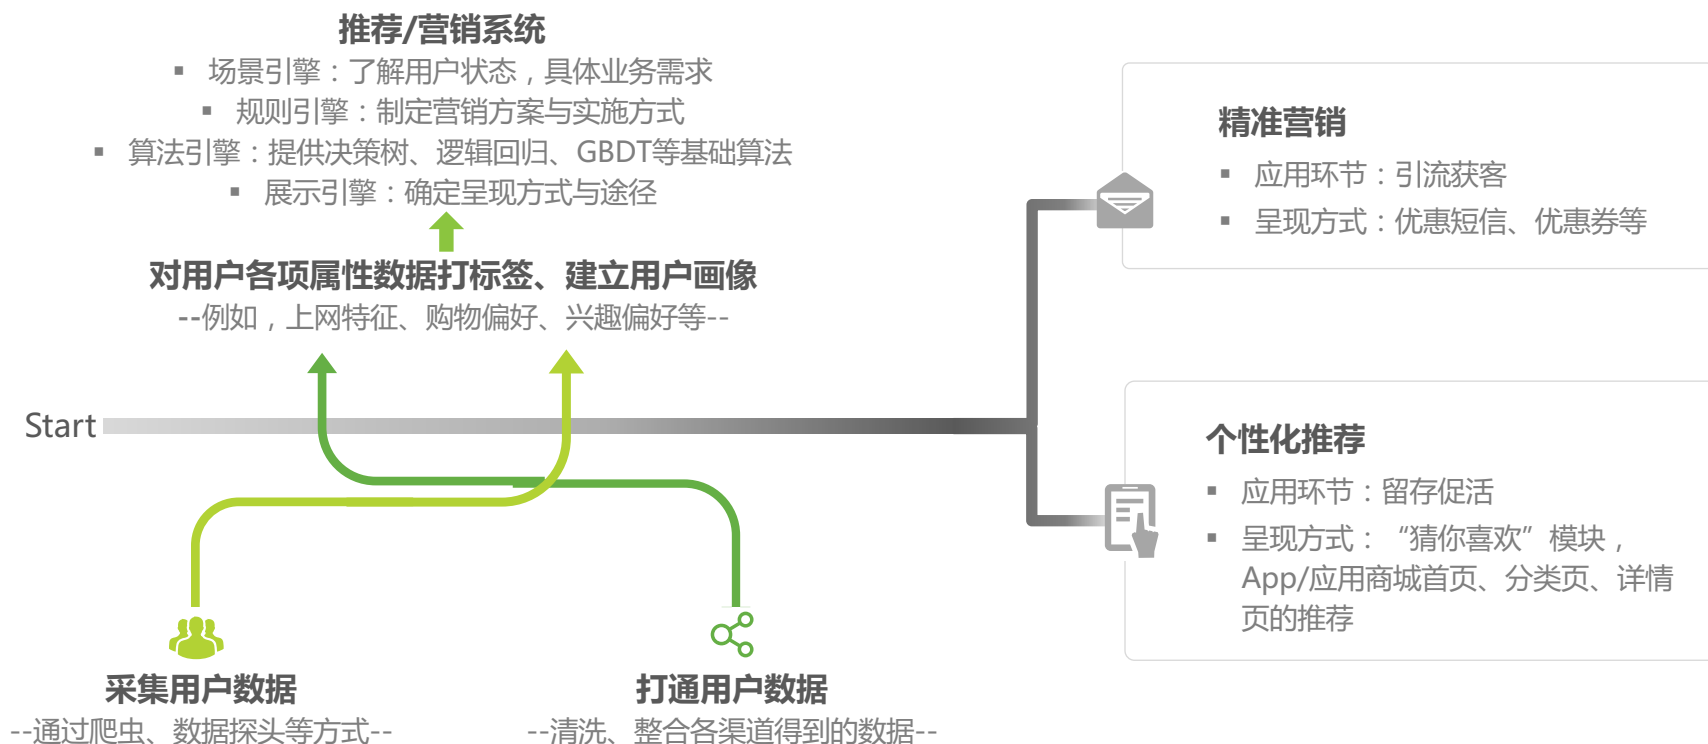 推荐/营销系统
▪ 场景引擎：了解用户状态，具体业务需求
▪ 规则引擎：制定营销方案与实施方式
▪ 算法引擎：提供决策树、逻辑回归、GBDT等基础算法
▪ 展示引擎：确定呈现方式与途径
对用户各项属性数据打标签、建立用户画像
--例如，上网特征、购物偏好、兴趣偏好等--
Start
采集用户数据
--通过爬虫、数据探头等方式--
打通用户数据
--清洗、整合各渠道得到的数据--
精准营销
▪ 应用环节：引流获客
▪ 呈现方式：优惠短信、优惠券等
个性化推荐
▪ 应用环节：留存促活
▪ 呈现方式：“猜你喜欢”模块，
App/应用商城首页、分类页、详情
页的推荐